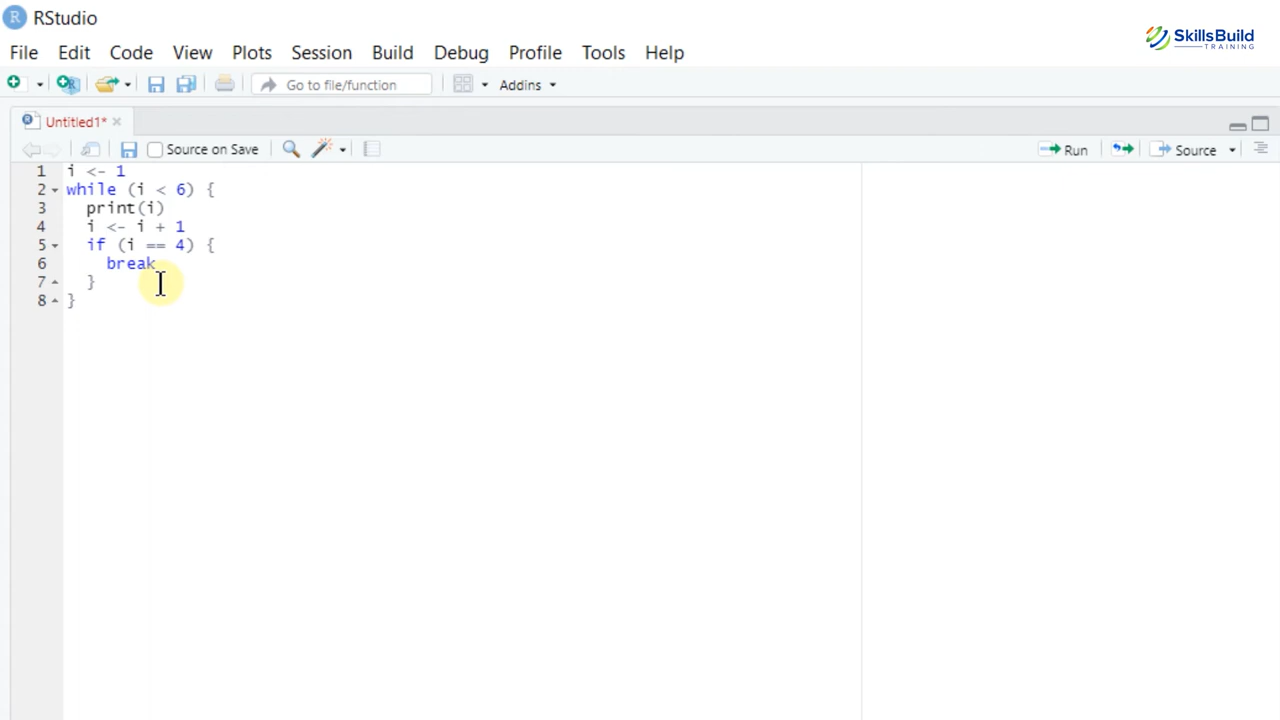 R RStudio
SkillsBuild
TRAINING
File Edit Code View Plots Session Build Debug Profile Tools Help
Go to file/function Addins
Untitled1*
Source on Save Run Source
1 i <- 1
2 while (i < 6) {
3   print(i)
4   i <- i + 1
5   if (i == 4) {
6     break
7   }
8 }